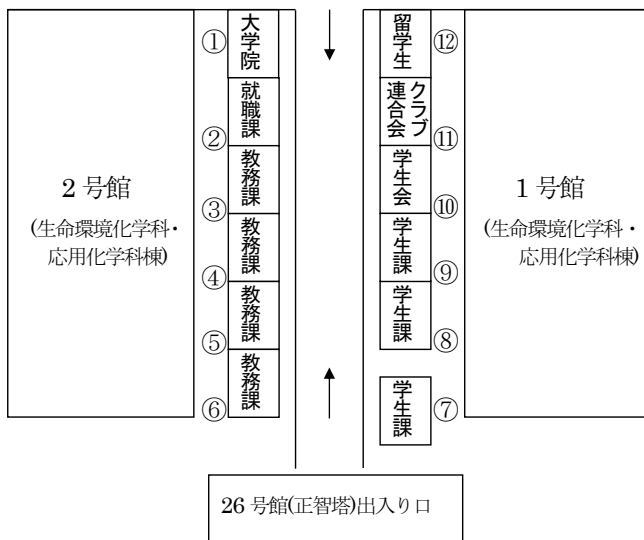 ① 大学院
② 就職課
③ 教務課
④ 教務課
⑤ 教務課
⑥ 教務課
2 号館
(生命環境化学科・
応用化学科棟)
⑫ 留学生
⑪ クラブ
連合会
⑩ 学生会
⑨ 学生課
⑧ 学生課
⑦ 学生課
1 号館
(生命環境化学科・
応用化学科棟)
26 号館(正智塔)出入り口